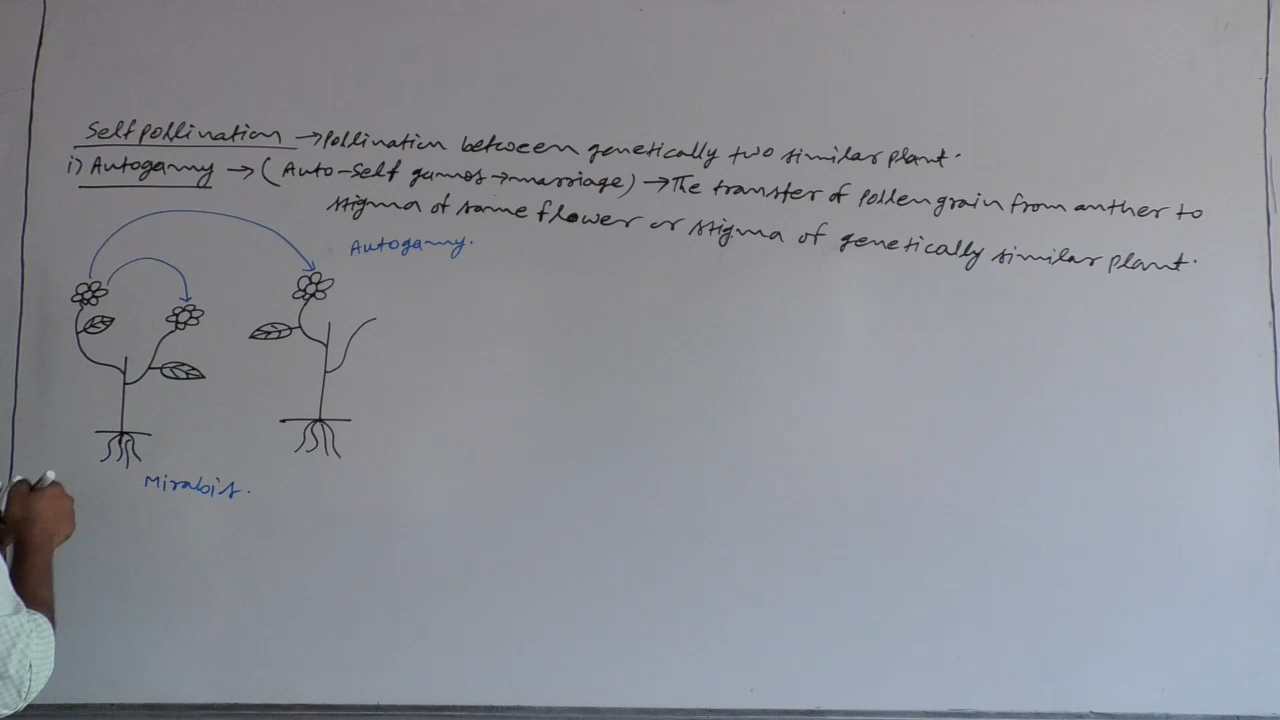 Self pollination → Pollination between genetically two similar plant.
i) Autogamy → (Auto-Self gamos → marriage) → The transfer of Pollen grain from anther to
stigma of same flower or stigma of genetically similar plant.
Autogamy.
Mirabis.